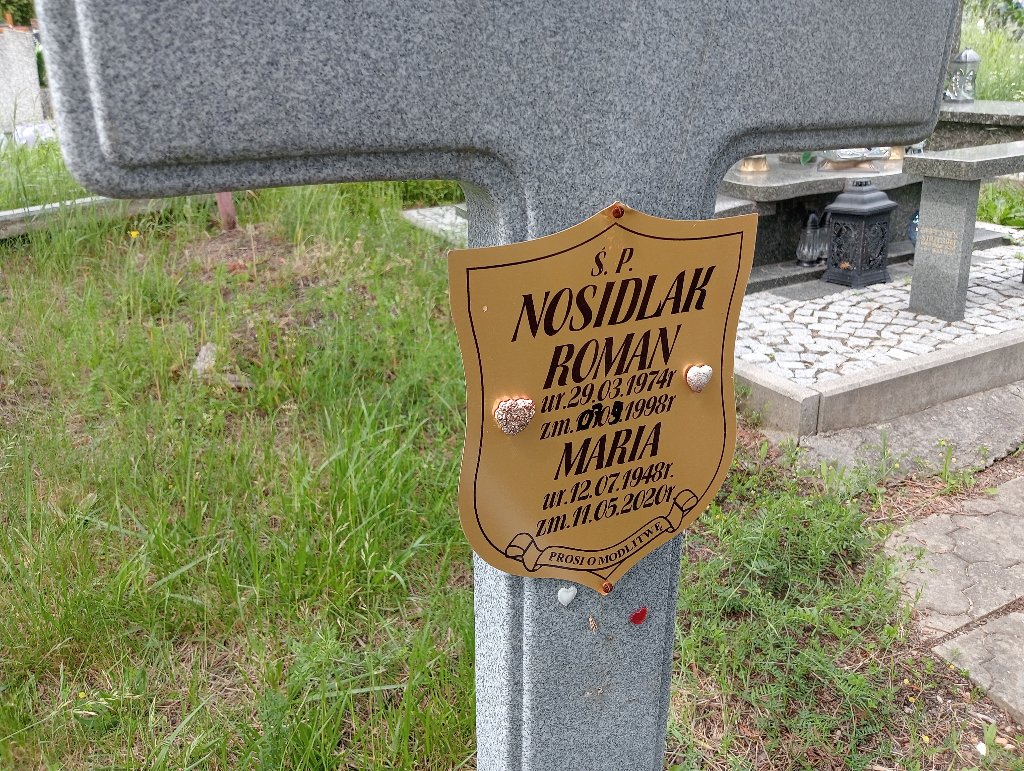 Ś. P.
NOSIDLAK
ROMAN
ur.29.03.1974r
zm. 1998r
MARIA
ur.12.07.1948r.
zm.11.05.2020r
PROSI O MODLITWĘ